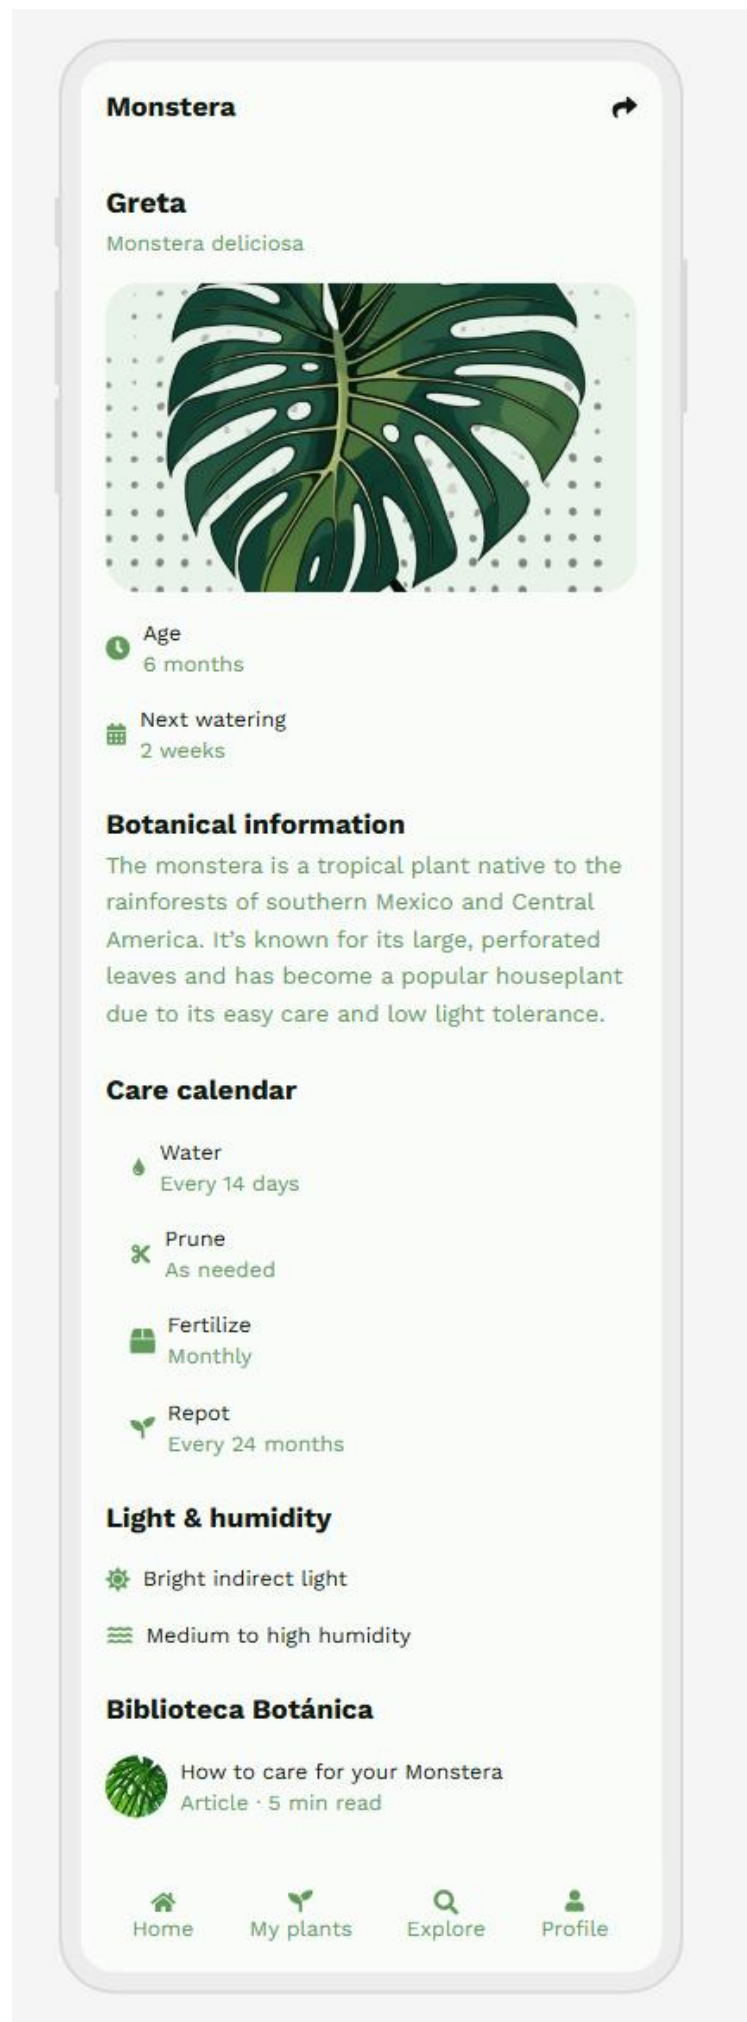 Monstera
Greta
Monstera deliciosa
Age
6 months
Next watering
2 weeks
Botanical information
The monstera is a tropical plant native to the
rainforests of southern Mexico and Central
America. It’s known for its large, perforated
leaves and has become a popular houseplant
due to its easy care and low light tolerance.
Care calendar
Water
Every 14 days
Prune
As needed
Fertilize
Monthly
Repot
Every 24 months
Light & humidity
Bright indirect light
Medium to high humidity
Biblioteca Botánica
How to care for your Monstera
Article · 5 min read
Home My plants Explore Profile